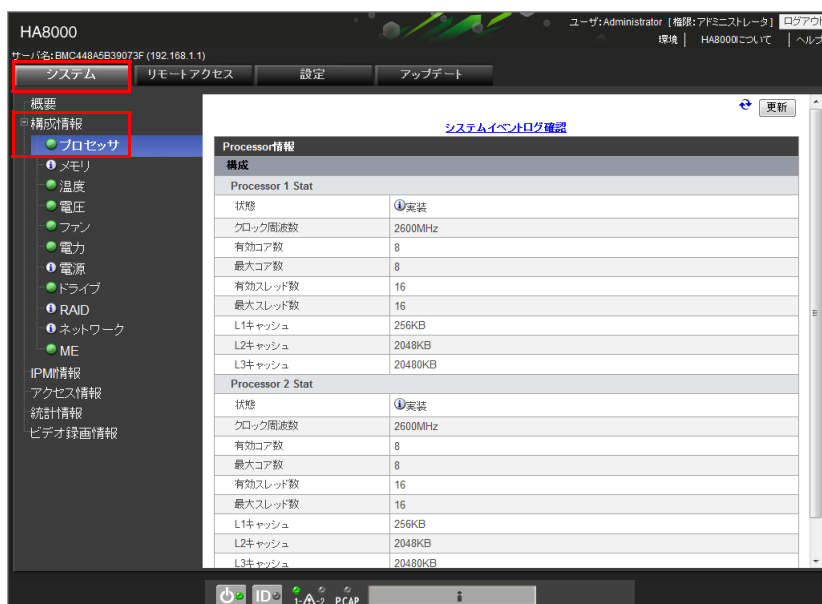 HA8000
ユーザ:Administrator [権限:アドミニストレータ] ログアウト
環境 | HA8000について | ヘルプ
サーバ名:BMC448A5B39073F (192.168.1.1)
システム リモートアクセス 設定 アップデート
概要
構成情報
プロセッサ
メモリ
温度
電圧
ファン
電力
電源
ドライブ
RAID
ネットワーク
ME
IPMI情報
アクセス情報
統計情報
ビデオ録画情報
更新
システムイベントログ確認
Processor情報
構成
Processor 1 Stat
状態 実装
クロック周波数 2600MHz
有効コア数 8
最大コア数 8
有効スレッド数 16
最大スレッド数 16
L1キャッシュ 256KB
L2キャッシュ 2048KB
L3キャッシュ 20480KB
Processor 2 Stat
状態 実装
クロック周波数 2600MHz
有効コア数 8
最大コア数 8
有効スレッド数 16
最大スレッド数 16
L1キャッシュ 256KB
L2キャッシュ 2048KB
L3キャッシュ 20480KB
ID 1-2 PCAP